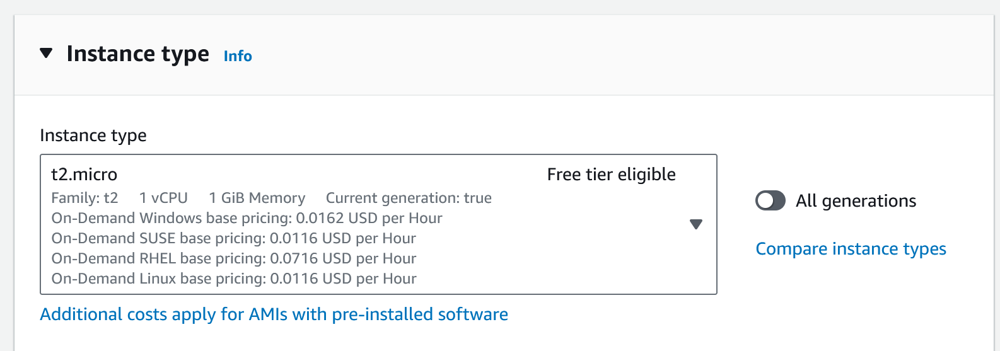 Instance type Info
Instance type
t2.micro Free tier eligible
Family: t2 1 vCPU 1 GiB Memory Current generation: true
On-Demand Windows base pricing: 0.0162 USD per Hour
On-Demand SUSE base pricing: 0.0116 USD per Hour
On-Demand RHEL base pricing: 0.0716 USD per Hour
On-Demand Linux base pricing: 0.0116 USD per Hour
All generations
Compare instance types
Additional costs apply for AMIs with pre-installed software